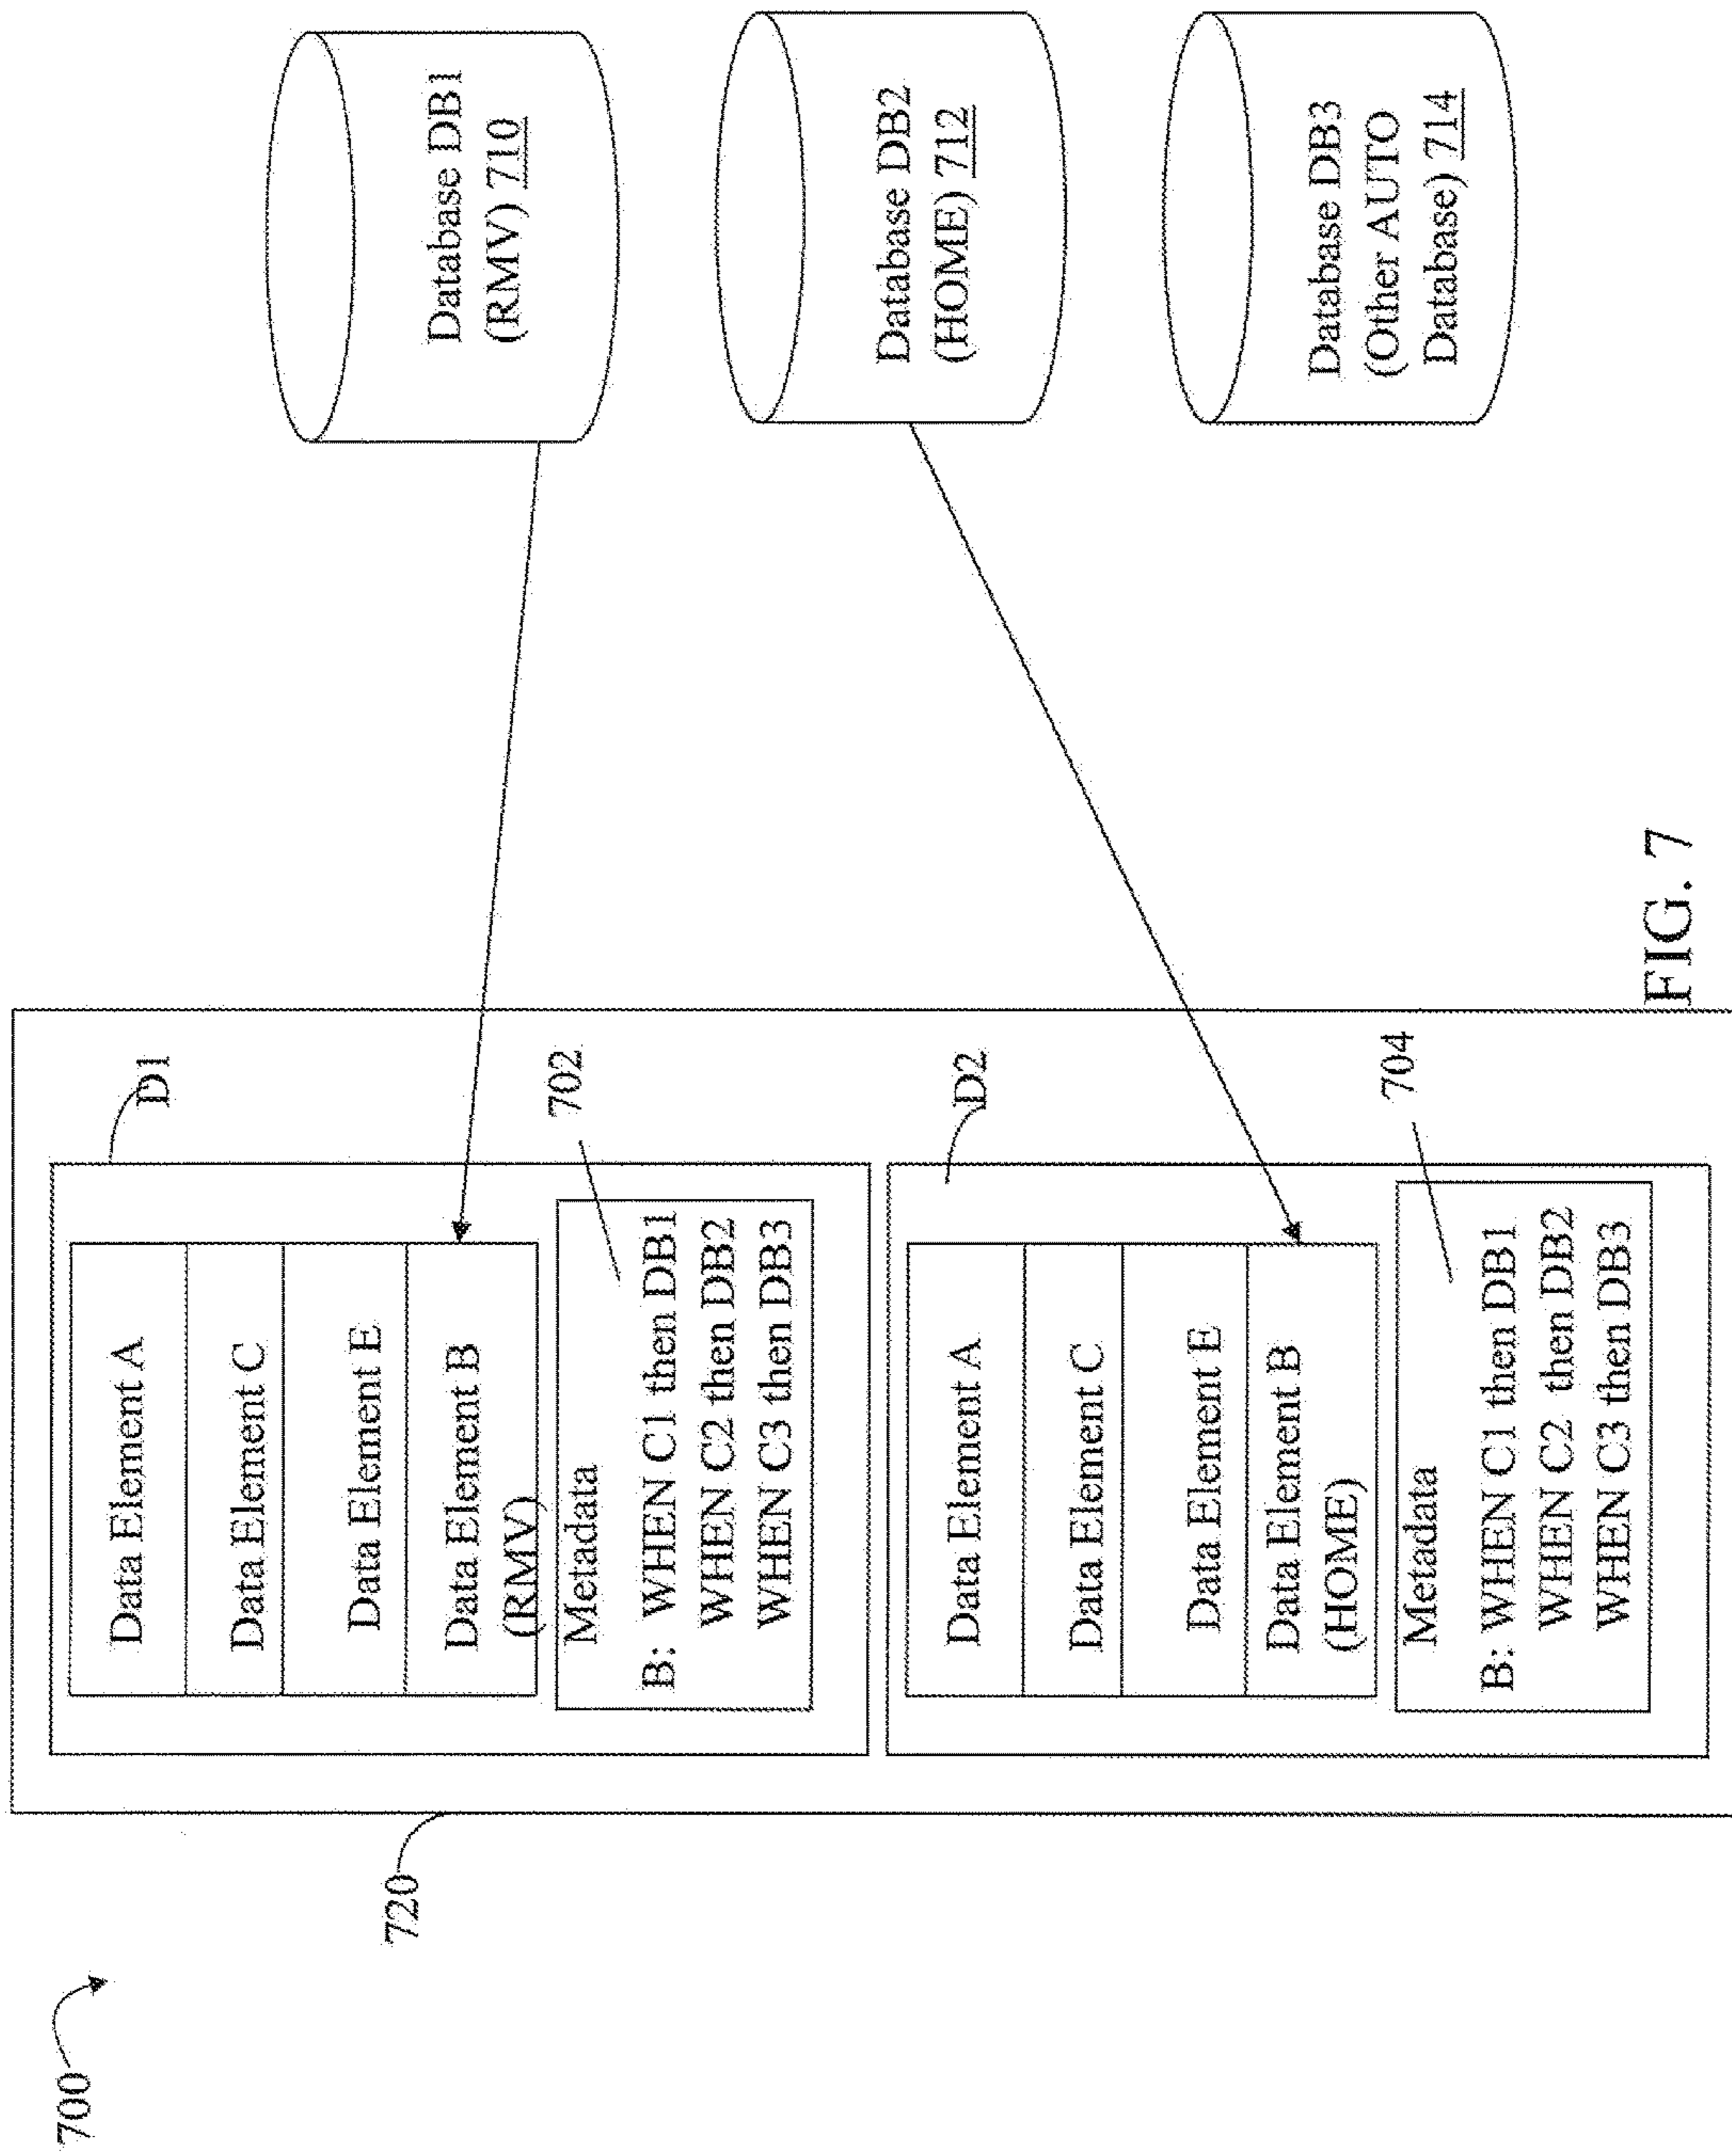 700
720
D1
Data Element A
Data Element C
Data Element E
Data Element B
(RMV)
702
Metadata
B: WHEN C1 then DB1
WHEN C2 then DB2
WHEN C3 then DB3
D2
Data Element A
Data Element C
Data Element E
Data Element B
(HOME)
704
Metadata
B: WHEN C1 then DB1
WHEN C2 then DB2
WHEN C3 then DB3
Database DB1
(RMV) 710
Database DB2
(HOME) 712
Database DB3
(Other AUTO
Database) 714
FIG. 7